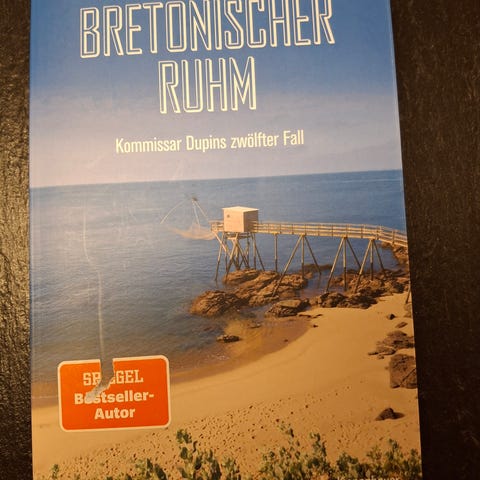 BRETONISCHER
RUHM
Kommissar Dupins zwölfter Fall
SPIEGEL
Bestseller-
Autor